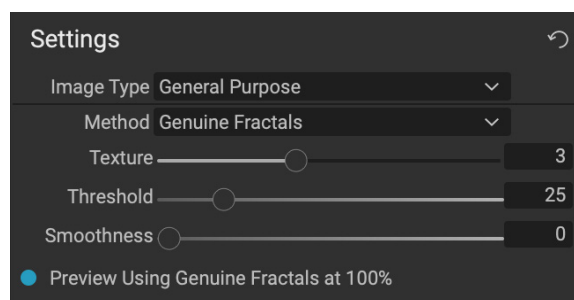 Settings
Image Type General Purpose
Method Genuine Fractals
Texture 3
Threshold 25
Smoothness 0
Preview Using Genuine Fractals at 100%